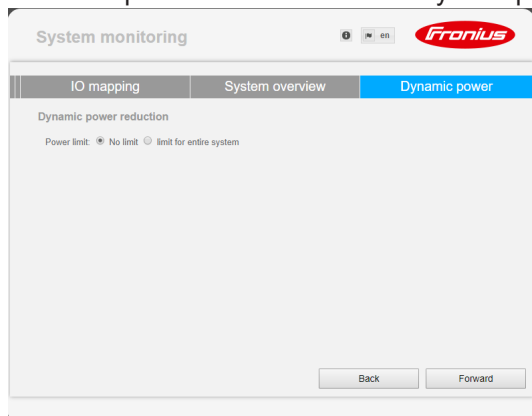 System monitoring
en
Fronius
IO mapping
System overview
Dynamic power
Dynamic power reduction
Power limit: No limit limit for entire system
Back
Forward